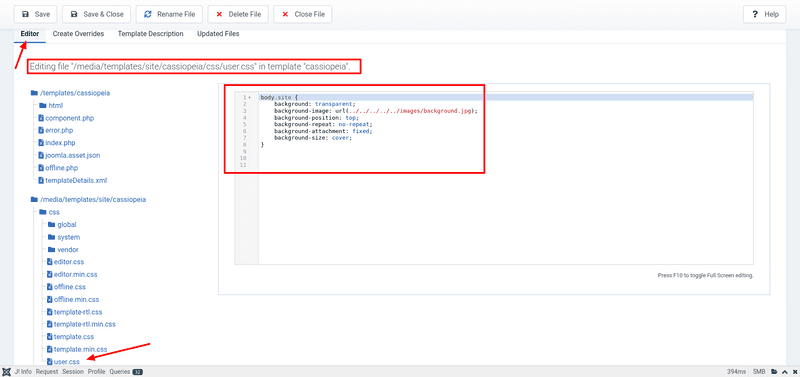 Save
Save & Close
Rename File
Delete File
Close File
? Help
Editor
Create Overrides
Template Description
Updated Files
Editing file "/media/templates/site/cassiopeia/css/user.css" in template "cassiopeia".
/templates/cassiopeia
html
component.php
error.php
index.php
joomla.asset.json
offline.php
templateDetails.xml
/media/templates/site/cassiopeia
css
global
system
vendor
editor.css
editor.min.css
offline.css
offline.min.css
template-rtl.css
template-rtl.min.css
template.css
template.min.css
user.css
1 body.site {
2 background: transparent;
3 background-image: url(../../../../../images/background.jpg);
4 background-position: top;
5 background-repeat: no-repeat;
6 background-attachment: fixed;
7 background-size: cover;
8 }
9
10
11
Press F10 to toggle Full Screen editing.
J! Info
Request
Session
Profile
Queries 32
394ms
5MB